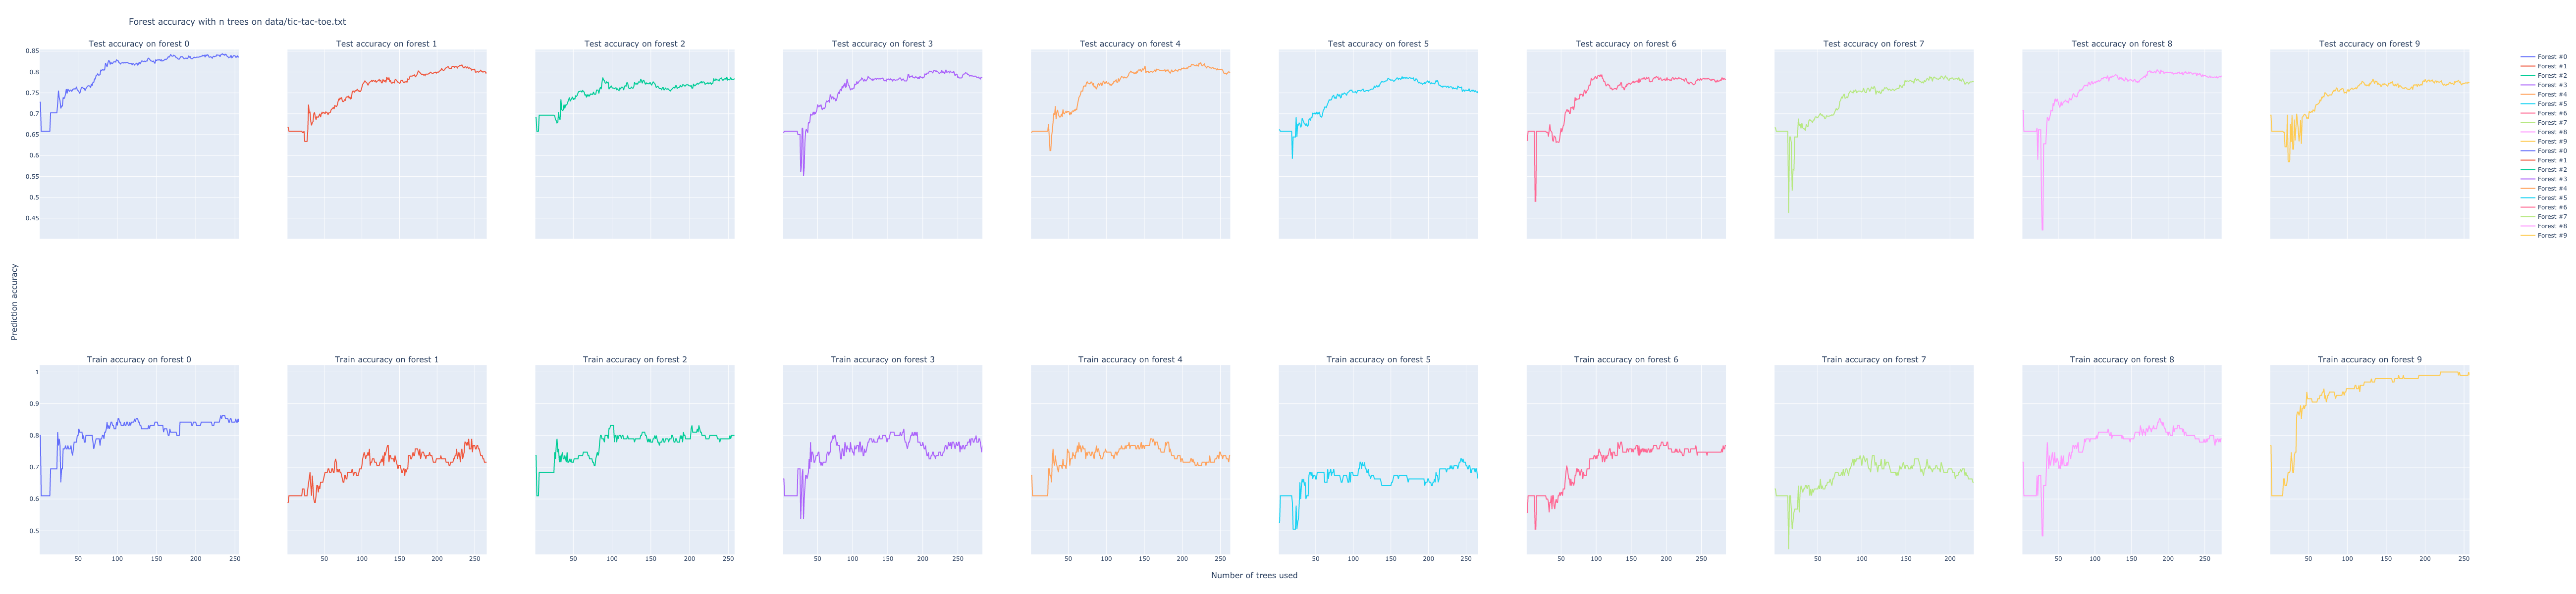 Forest accuracy with n trees on data/tic-tac-toe.txt
Test accuracy on forest 0
Test accuracy on forest 1
Test accuracy on forest 2
Test accuracy on forest 3
Test accuracy on forest 4
Test accuracy on forest 5
Test accuracy on forest 6
Test accuracy on forest 7
Test accuracy on forest 8
Test accuracy on forest 9
0.85
0.8
0.75
0.7
0.65
0.6
0.55
0.5
0.45
Forest #0
Forest #1
Forest #2
Forest #3
Forest #4
Forest #5
Forest #6
Forest #7
Forest #8
Forest #9
Forest #0
Forest #1
Forest #2
Forest #3
Forest #4
Forest #5
Forest #6
Forest #7
Forest #8
Forest #9
Prediction accuracy
Train accuracy on forest 0
Train accuracy on forest 1
Train accuracy on forest 2
Train accuracy on forest 3
Train accuracy on forest 4
Train accuracy on forest 5
Train accuracy on forest 6
Train accuracy on forest 7
Train accuracy on forest 8
Train accuracy on forest 9
1
0.9
0.8
0.7
0.6
0.5
50 100 150 200 250
50 100 150 200 250
50 100 150 200 250
50 100 150 200 250
50 100 150 200 250
50 100 150 200 250
50 100 150 200 250
50 100 150 200
50 100 150 200 250
50 100 150 200 250
Number of trees used